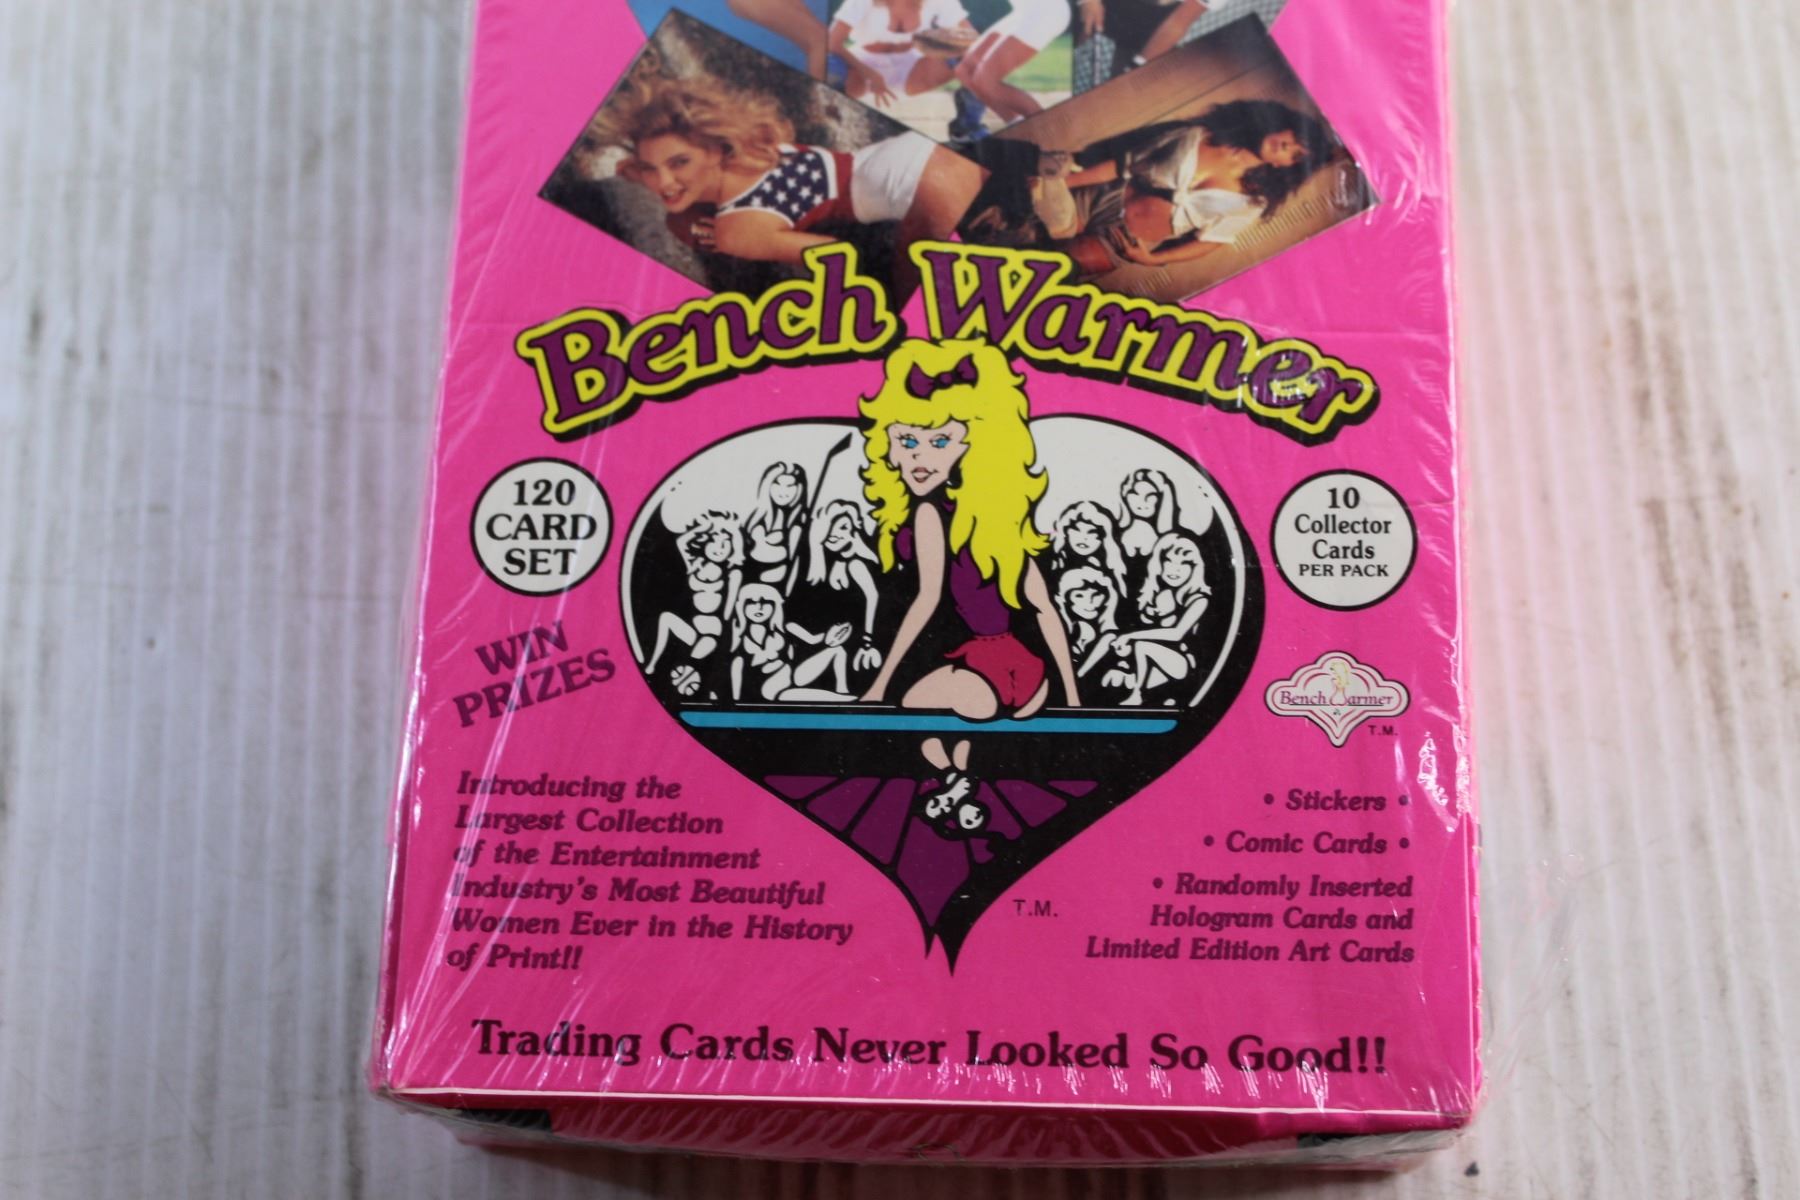 Bench Warmer
120
CARD
SET
10
Collector
Cards
PER PACK
WIN
PRIZES
Bench Warmer
T.M.
Introducing the
Largest Collection
of the Entertainment
Industry's Most Beautiful
Women Ever in the History
of Print!!
• Stickers •
• Comic Cards •
• Randomly Inserted
Hologram Cards and
Limited Edition Art Cards
T.M.
Trading Cards Never Looked So Good!!